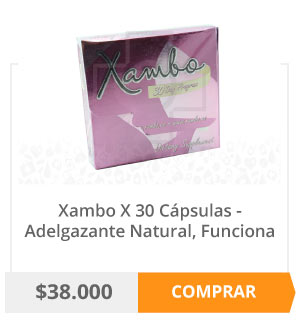 Xambo
Xambo X 30 Cápsulas -
Adelgazante Natural, Funciona
$38.000
COMPRAR